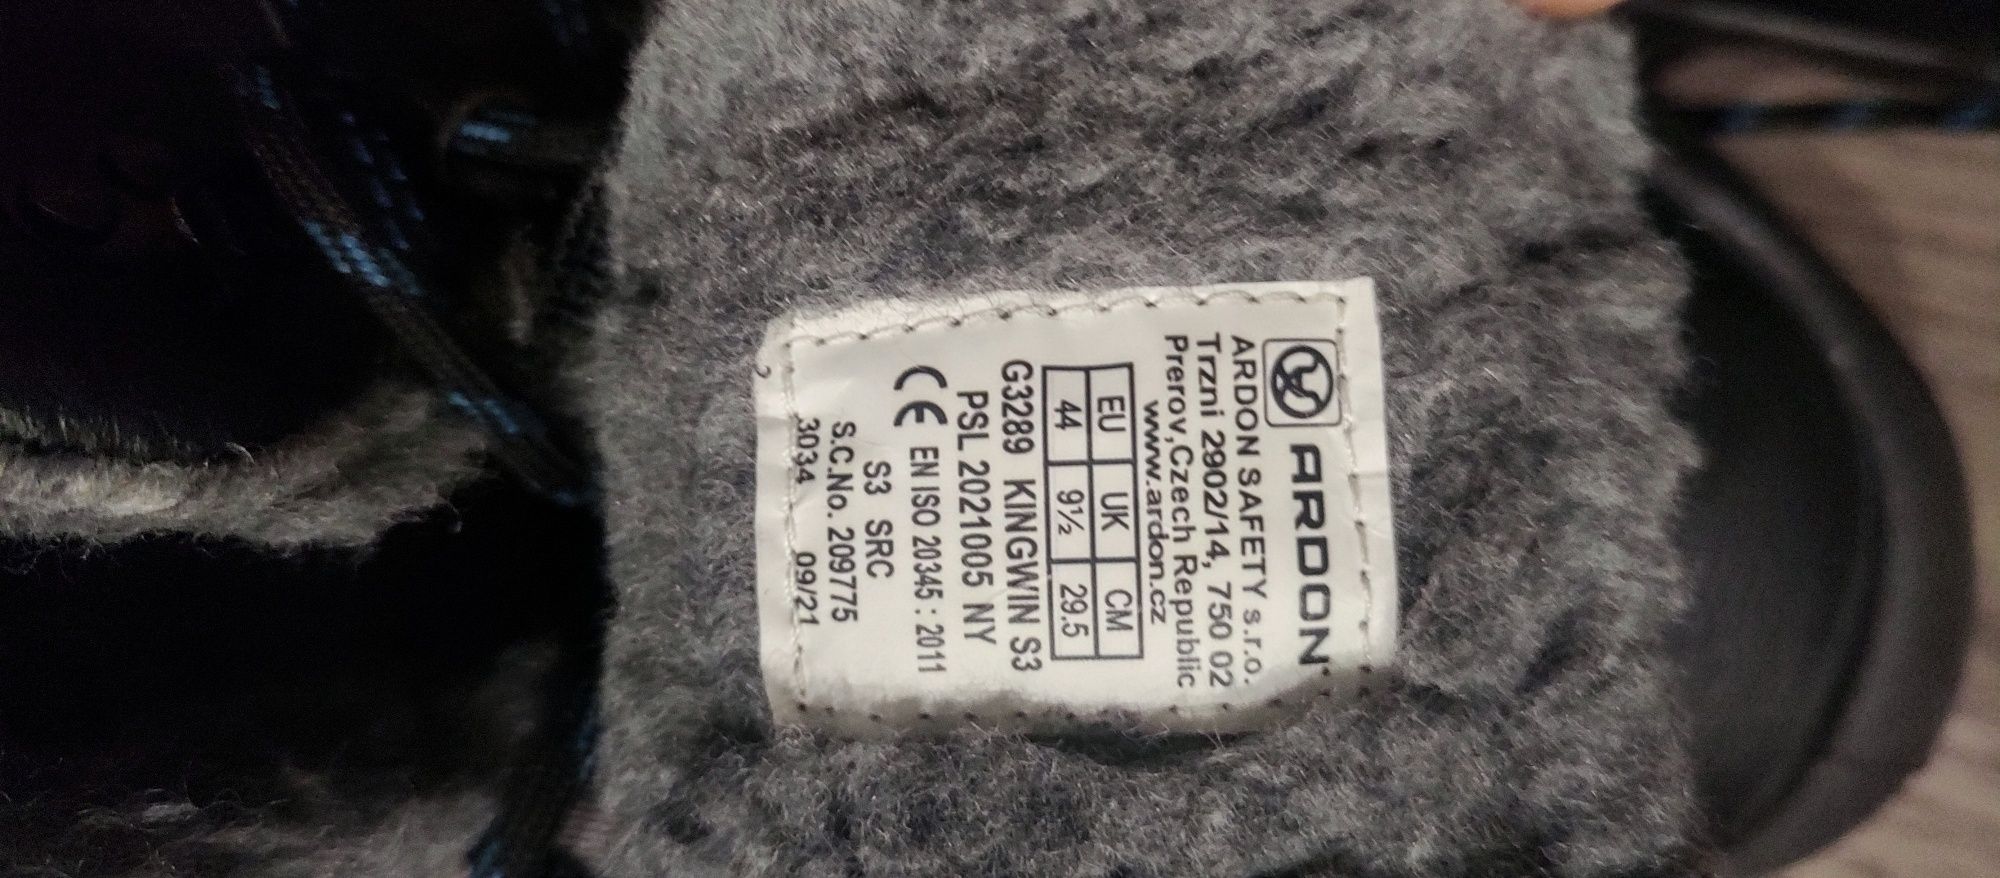 ARDON
ARDON SAFETY s.r.o.
Trzni 2902/14, 750 02
Prerov,Czech Republic
www.ardon.cz
EU UK CM
44 9½ 29.5
G3289 KINGWIN S3
PSL 2021005 NY
CE EN ISO 20345 : 2011
S3 SRC
S.C.No. 209775
3034 09/21